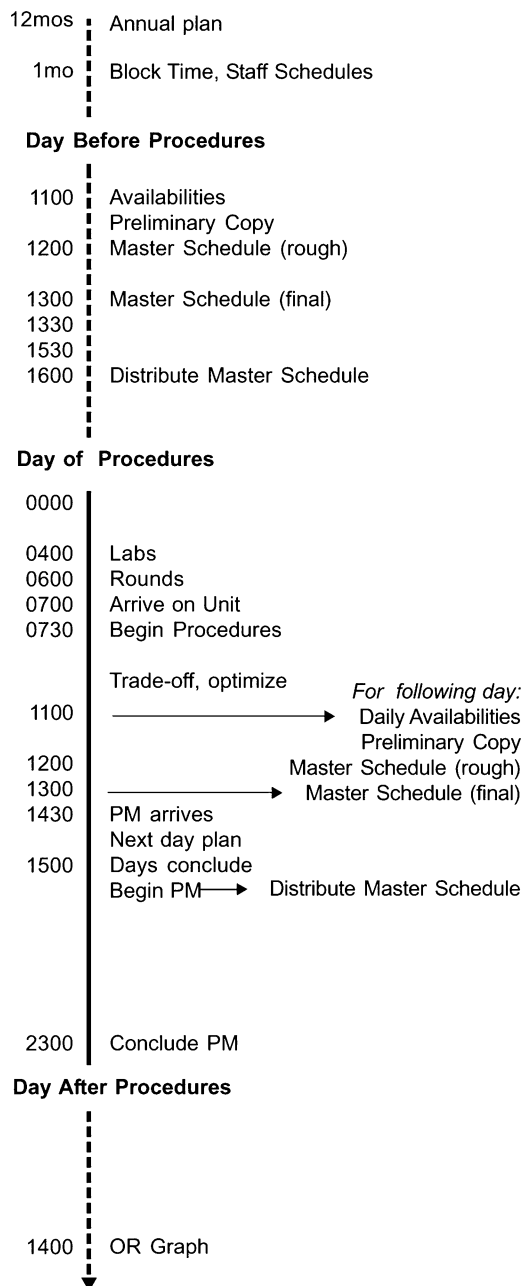 12mos Annual plan
1mo Block Time, Staff Schedules
Day Before Procedures
1100 Availabilities
Preliminary Copy
1200 Master Schedule (rough)
1300 Master Schedule (final)
1330
1530
1600 Distribute Master Schedule
Day of Procedures
0000
0400 Labs
0600 Rounds
0700 Arrive on Unit
0730 Begin Procedures
Trade-off, optimize
For following day:
1100 Daily Availabilities
Preliminary Copy
1200 Master Schedule (rough)
1300 Master Schedule (final)
1430 PM arrives
Next day plan
1500 Days conclude
Begin PM Distribute Master Schedule
2300 Conclude PM
Day After Procedures
1400 OR Graph